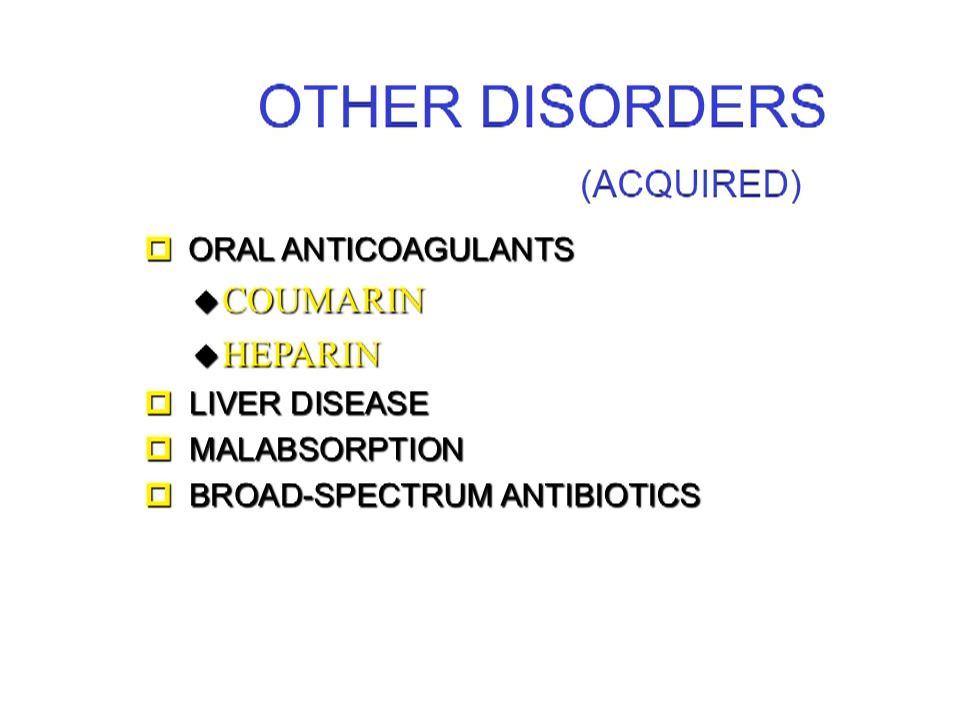 OTHER DISORDERS
(ACQUIRED)
ORAL ANTICOAGULANTS
COUMARIN
HEPARIN
LIVER DISEASE
MALABSORPTION
BROAD-SPECTRUM ANTIBIOTICS